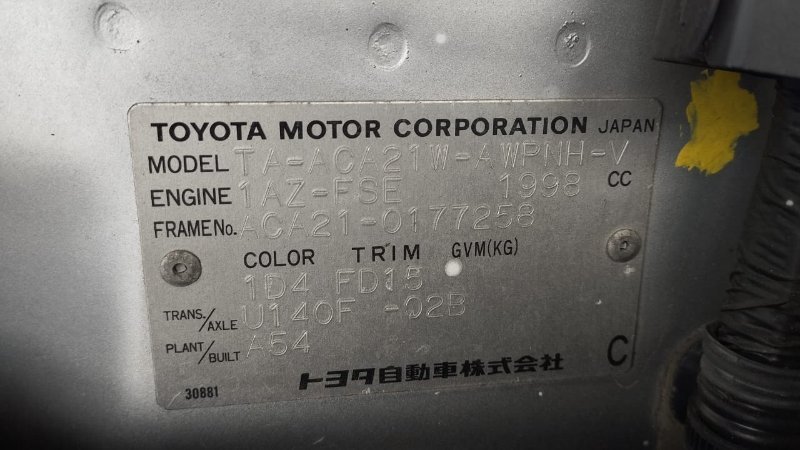 TOYOTA MOTOR CORPORATION JAPAN
MODEL TA-ACA21W-AWPNH-V
ENGINE 1AZ-FSE 1998 CC
FRAME No. ACA21-0177258
COLOR TRIM GVM(KG)
1D4 FD15
TRANS./AXLE U140F -02B
PLANT/BUILT A54
トヨタ自動車株式会社 C
30881